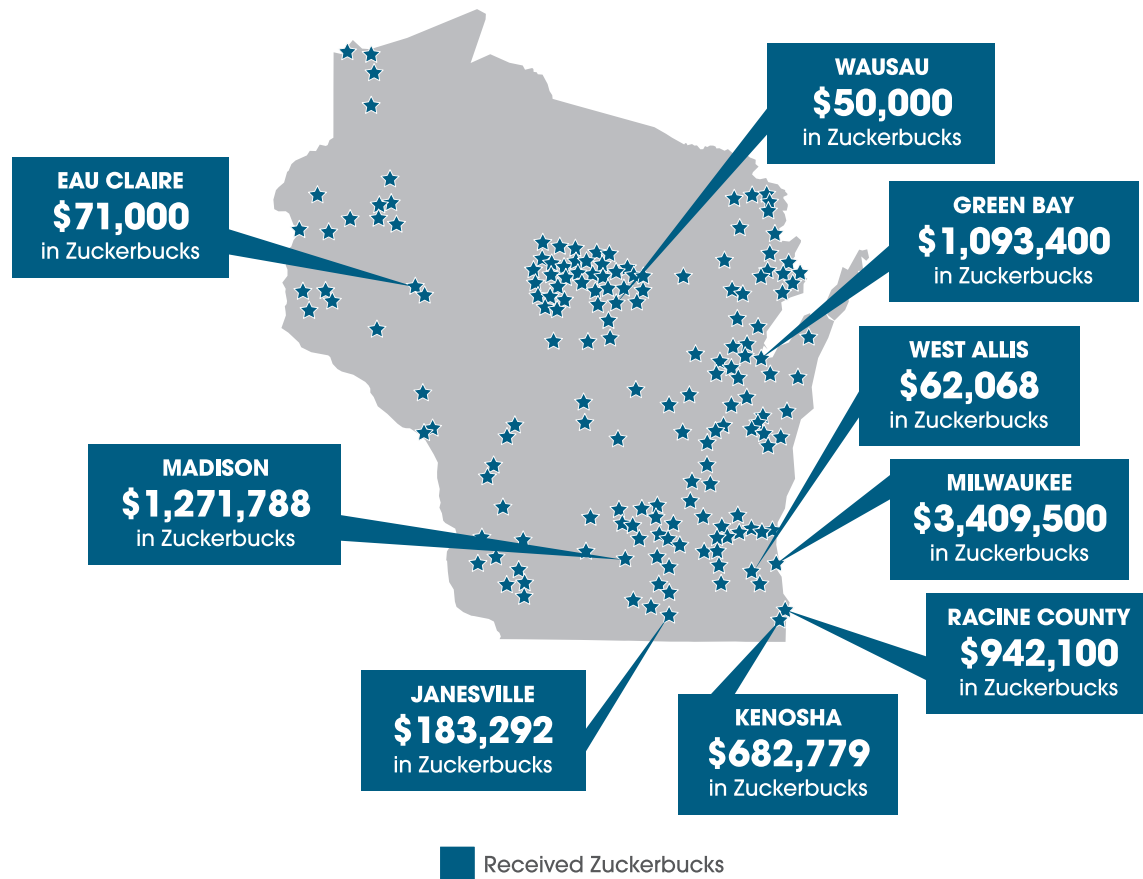 WAUSAU
$50,000
in Zuckerbucks
EAU CLAIRE
$71,000
in Zuckerbucks
GREEN BAY
$1,093,400
in Zuckerbucks
WEST ALLIS
$62,068
in Zuckerbucks
MADISON
$1,271,788
in Zuckerbucks
MILWAUKEE
$3,409,500
in Zuckerbucks
RACINE COUNTY
$942,100
in Zuckerbucks
JANESVILLE
$183,292
in Zuckerbucks
KENOSHA
$682,779
in Zuckerbucks
Received Zuckerbucks